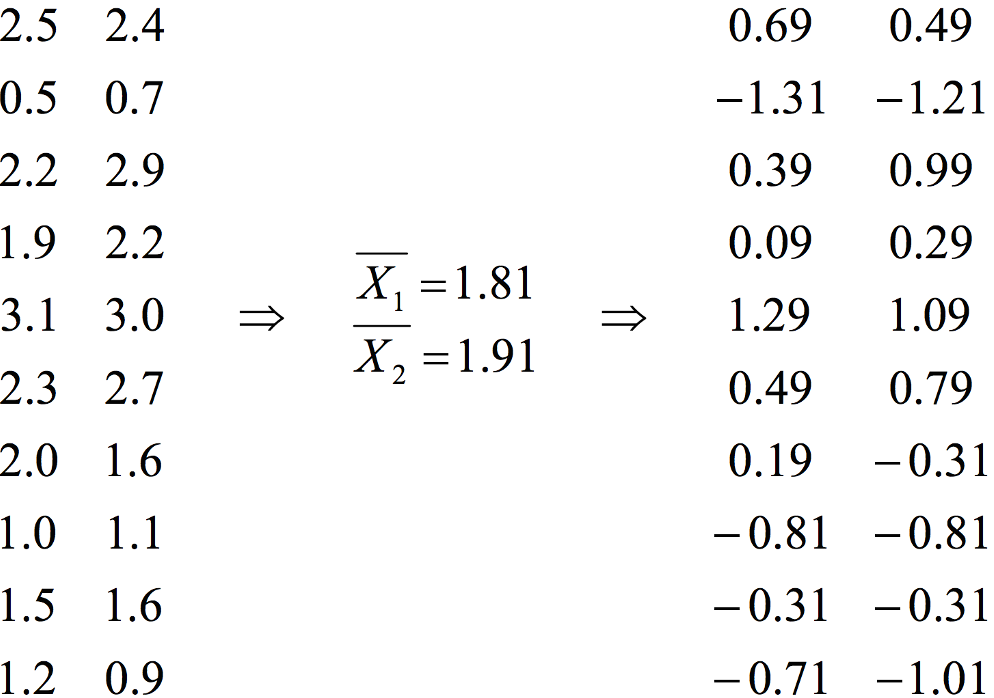 2.5 2.4 0.69 0.49
0.5 0.7 −1.31 −1.21
2.2 2.9 0.39 0.99
1.9 2.2 0.09 0.29
X̅₁ = 1.81
3.1 3.0 ⇒ ⇒ 1.29 1.09
X̅₂ = 1.91
2.3 2.7 0.49 0.79
2.0 1.6 0.19 −0.31
1.0 1.1 −0.81 −0.81
1.5 1.6 −0.31 −0.31
1.2 0.9 −0.71 −1.01